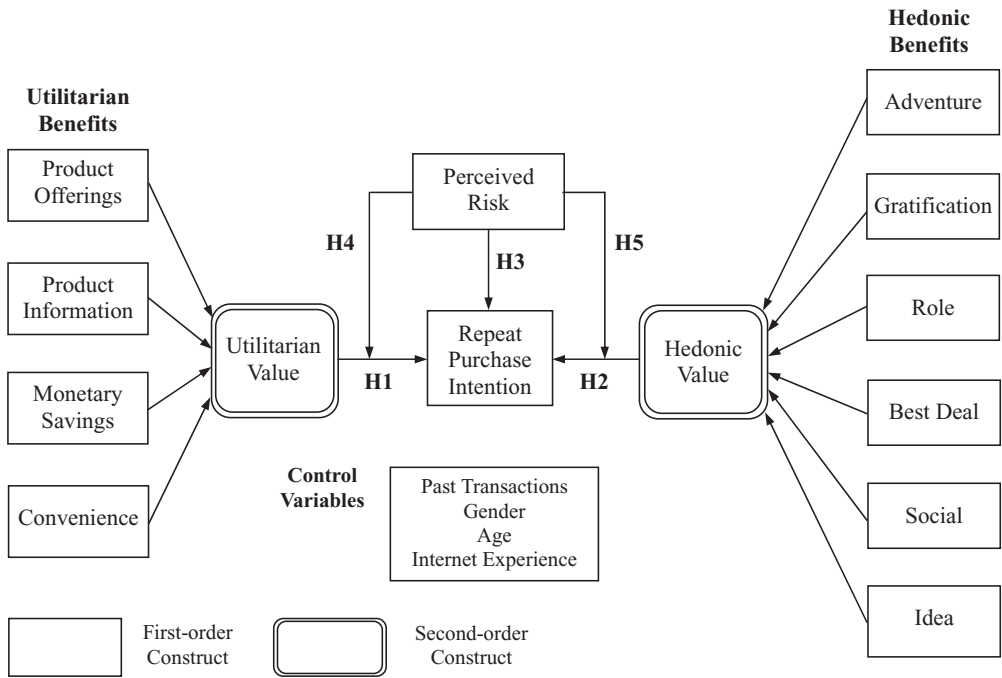 Utilitarian
Benefits
Product
Offerings
Product
Information
Monetary
Savings
Convenience
Utilitarian
Value
Perceived
Risk
H4
H3
H5
Repeat
Purchase
Intention
H1
H2
Hedonic
Value
Hedonic
Benefits
Adventure
Gratification
Role
Best Deal
Social
Idea
Control
Variables
Past Transactions
Gender
Age
Internet Experience
First-order
Construct
Second-order
Construct